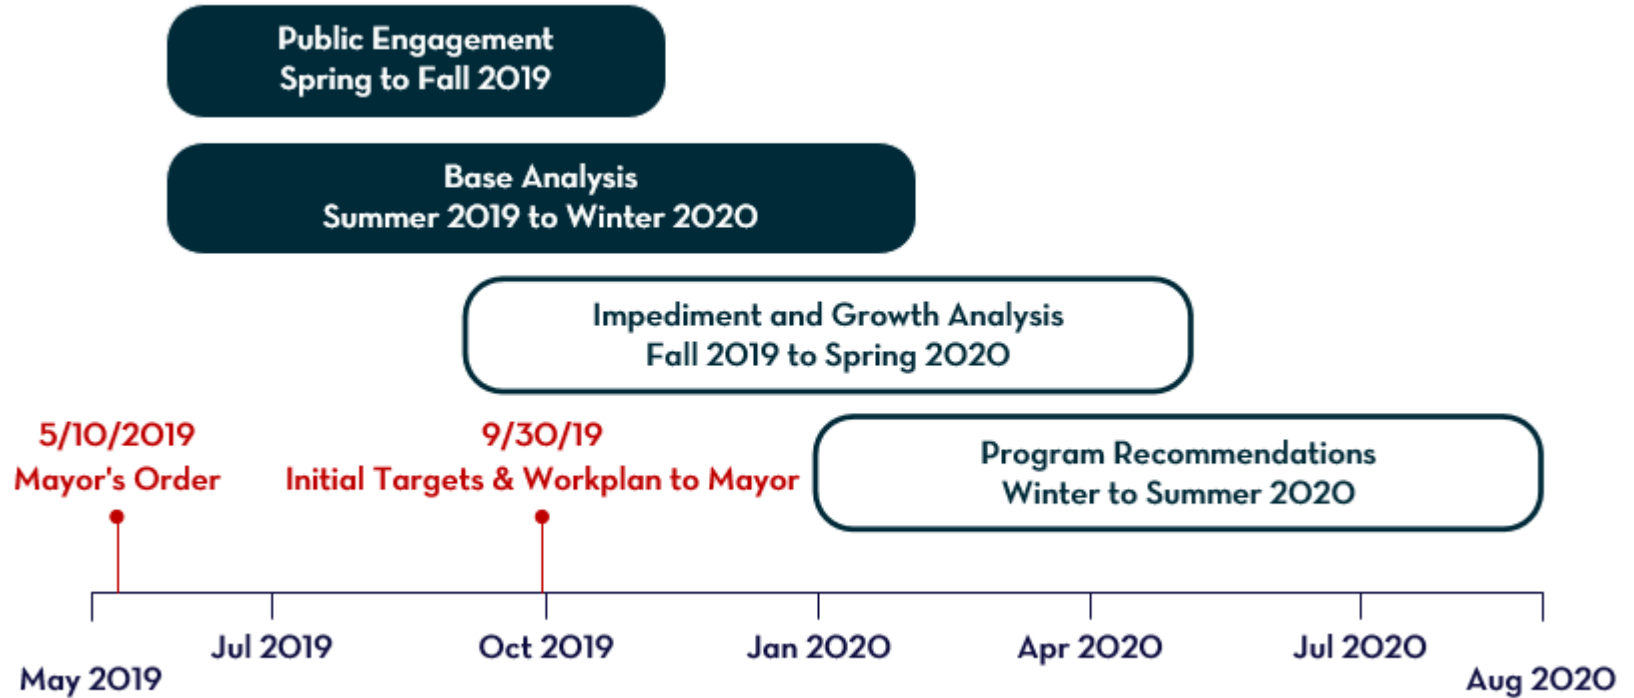 Public Engagement
Spring to Fall 2019
Base Analysis
Summer 2019 to Winter 2020
Impediment and Growth Analysis
Fall 2019 to Spring 2020
5/10/2019
Mayor's Order
9/30/19
Initial Targets & Workplan to Mayor
Program Recommendations
Winter to Summer 2020
May 2019
Jul 2019
Oct 2019
Jan 2020
Apr 2020
Jul 2020
Aug 2020